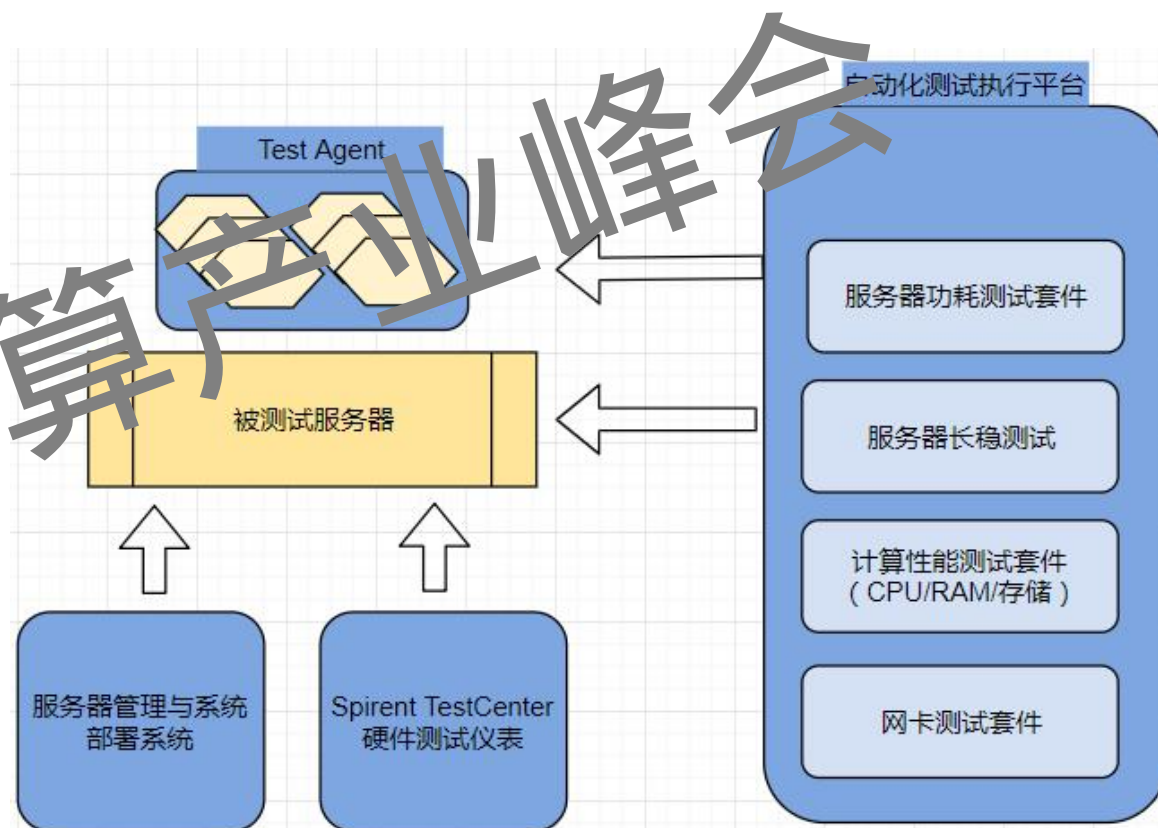 自动化测试执行平台
Test Agent
服务器功耗测试套件
被测试服务器
服务器长稳测试
计算性能测试套件
（CPU/RAM/存储）
服务器管理与系统
部署系统
Spirent TestCenter
硬件测试仪表
网卡测试套件
算产业峰会